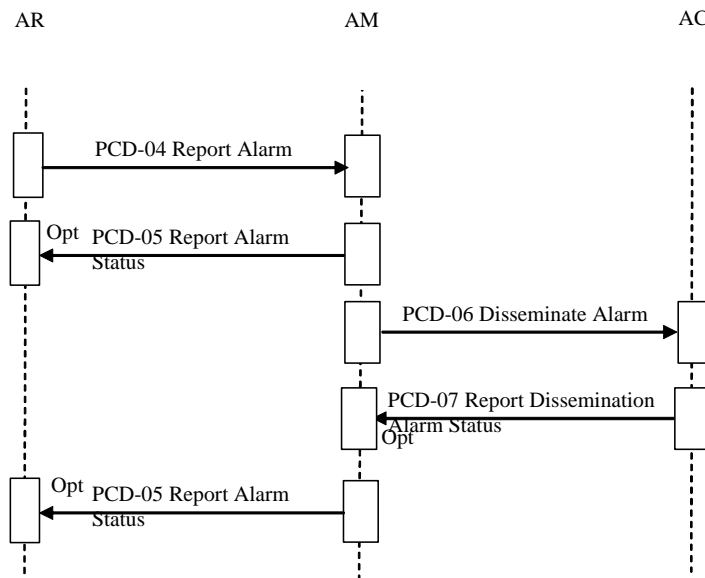 AR
AM
AC
PCD-04 Report Alarm
Opt
PCD-05 Report Alarm
Status
PCD-06 Disseminate Alarm
PCD-07 Report Dissemination
Alarm Status
Opt
Opt
PCD-05 Report Alarm
Status